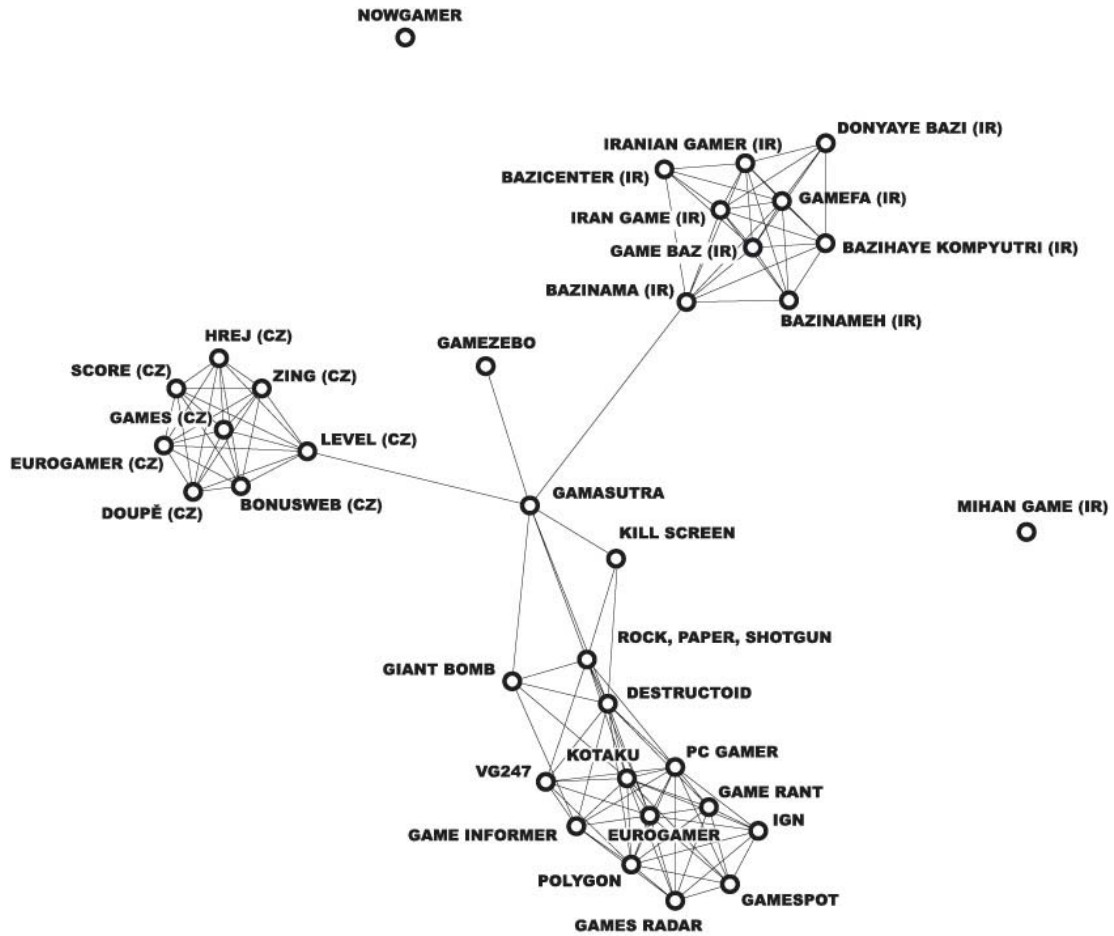 NOWGAMER
DONYAYE BAZI (IR)
IRANIAN GAMER (IR)
BAZICENTER (IR)
GAMEFA (IR)
IRAN GAME (IR)
GAME BAZ (IR)
BAZIHAYE KOMPYUTRI (IR)
BAZINAMA (IR)
BAZINAMEH (IR)
HREJ (CZ)
GAMEZEBO
SCORE (CZ)
ZING (CZ)
GAMES (CZ)
LEVEL (CZ)
EUROGAMER (CZ)
DOUPĚ (CZ)
BONUSWEB (CZ)
GAMASUTRA
MIHAN GAME (IR)
KILL SCREEN
ROCK, PAPER, SHOTGUN
GIANT BOMB
DESTRUCTOID
KOTAKU
PC GAMER
VG247
GAME RANT
IGN
GAME INFORMER
EUROGAMER
POLYGON
GAMESPOT
GAMES RADAR